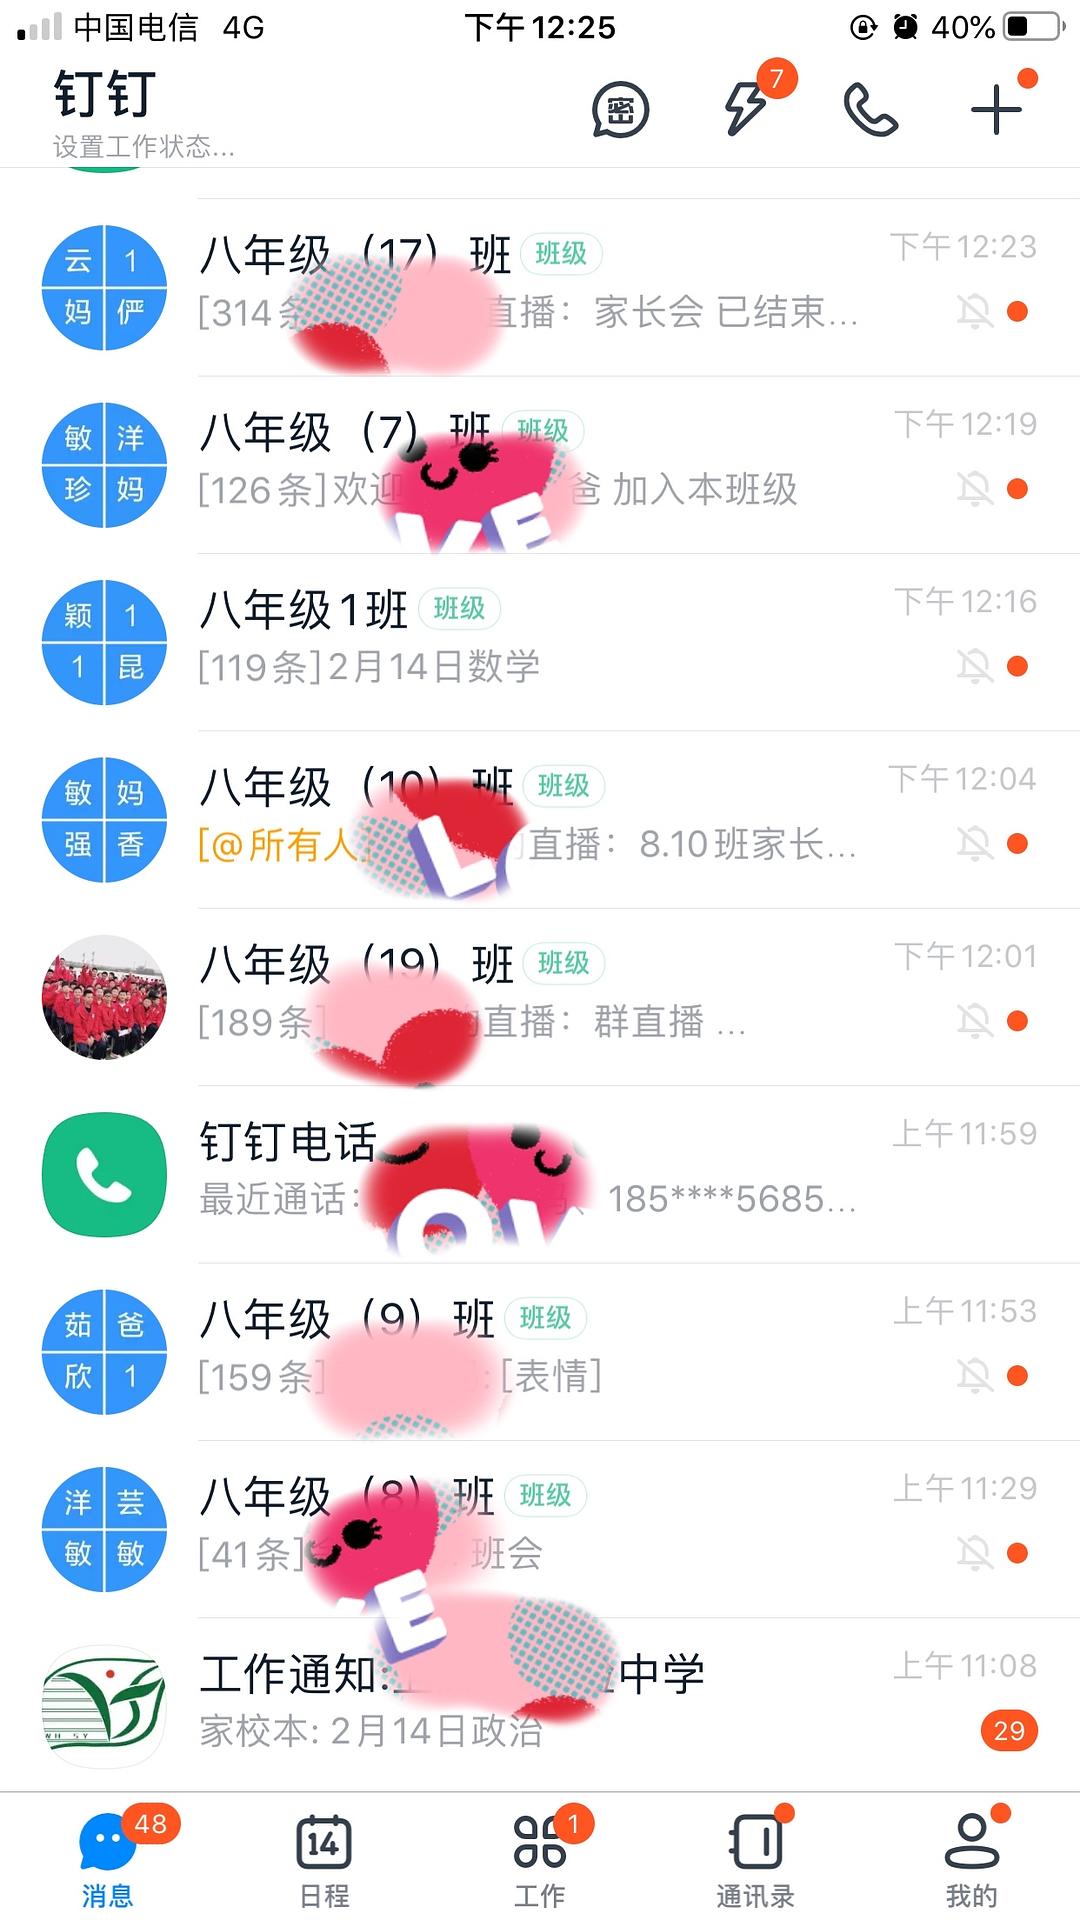 中国电信 4G 下午12:25 40%
钉钉 密 7
设置工作状态...
云 1 妈 俨
八年级（17）班 班级 下午12:23
[314条 直播：家长会 已结束...
敏 洋 珍 妈
八年级（7）班 班级 下午12:19
[126条]欢迎 爸 加入本班级
颖 1 1 昆
八年级1班 班级 下午12:16
[119条]2月14日数学
敏 妈 强 香
八年级（10）班 班级 下午12:04
[@所有人 L 直播：8.10班家长...
八年级（19）班 班级 下午12:01
[189条] 的直播：群直播 ...
钉钉电话 上午11:59
最近通话: OV 185****5685...
茹 爸 欣 1
八年级（9）班 班级 上午11:53
[159条] : [表情]
洋 芸 敏 敏
八年级（8）班 班级 上午11:29
[41条] 班会
E
工作通知: 中学 上午11:08
家校本: 2月14日政治 29
48 14 1
消息 日程 工作 通讯录 我的